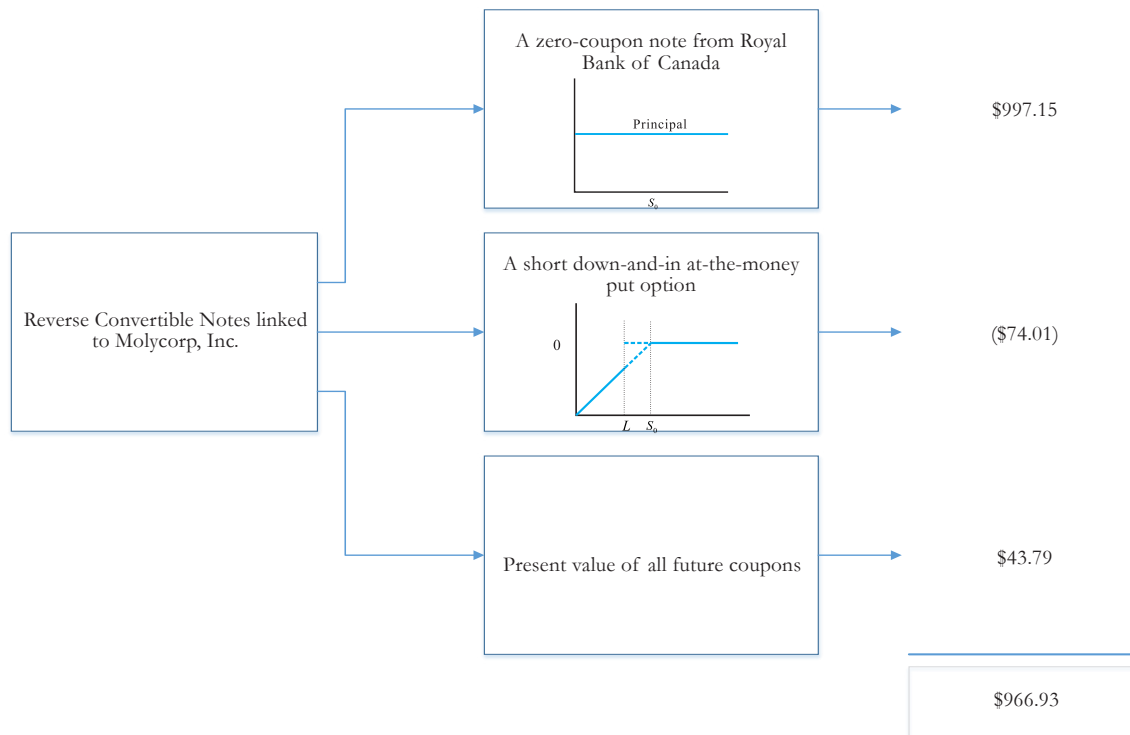 A zero-coupon note from Royal
Bank of Canada
Principal
S₀
$997.15
Reverse Convertible Notes linked
to Molycorp, Inc.
A short down-and-in at-the-money
put option
0
L S₀
($74.01)
Present value of all future coupons
$43.79
$966.93